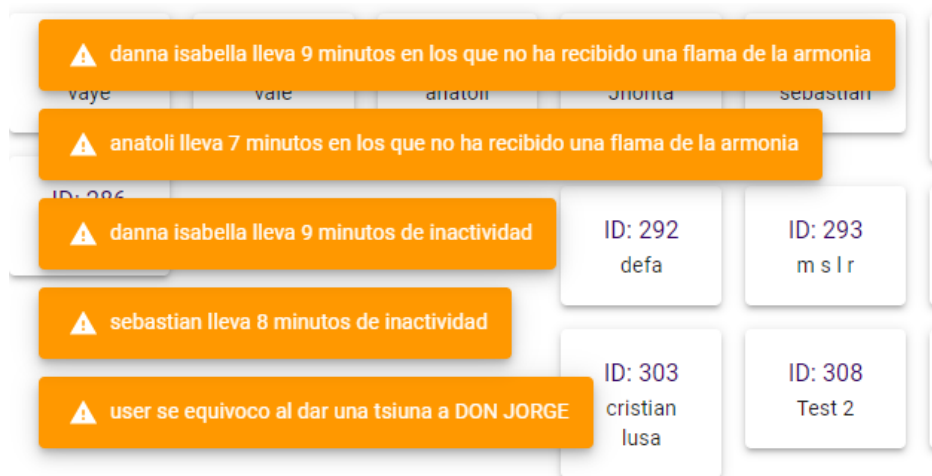 danna isabella lleva 9 minutos en los que no ha recibido una flama de la armonia
vaye
vale
anatoli
Jhonta
sebastian
anatoli lleva 7 minutos en los que no ha recibido una flama de la armonia
ID: 286
danna isabella lleva 9 minutos de inactividad
ID: 292
defa
ID: 293
m s l r
sebastian lleva 8 minutos de inactividad
ID: 303
cristian
lusa
ID: 308
Test 2
user se equivoco al dar una tsiuna a DON JORGE